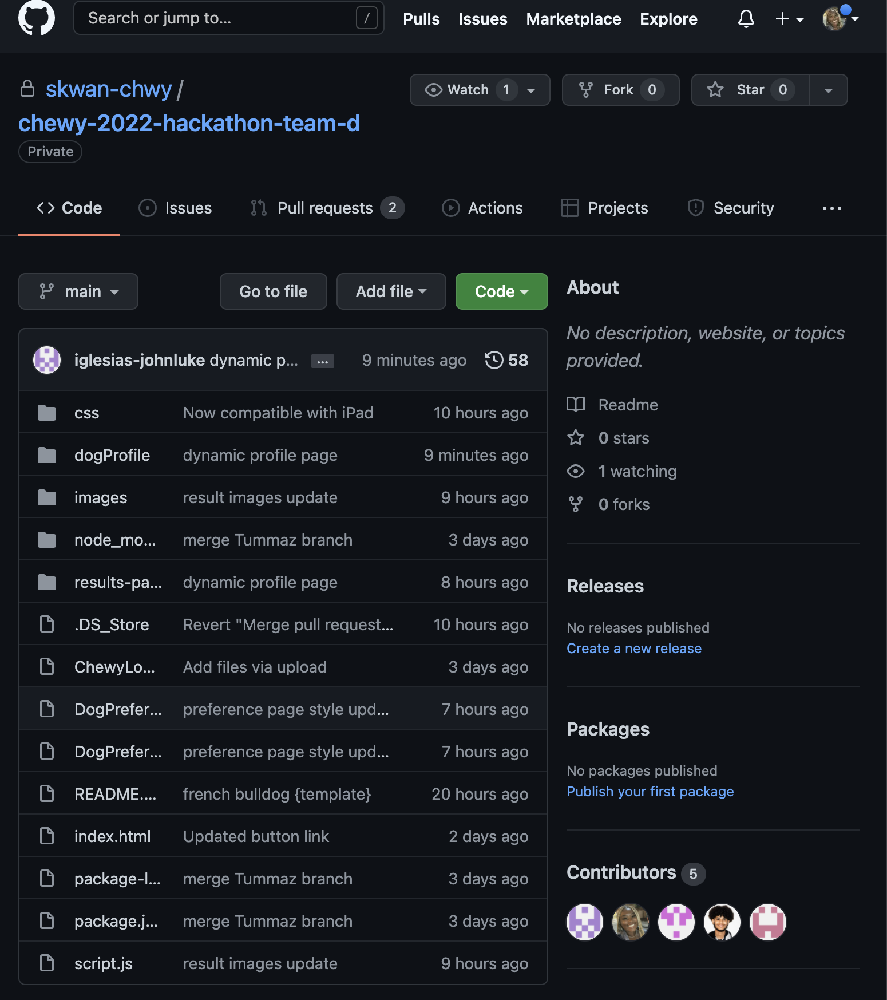 Search or jump to... / Pulls Issues Marketplace Explore
skwan-chwy /
chewy-2022-hackathon-team-d
Private
Watch 1 Fork 0 Star 0
Code Issues Pull requests 2 Actions Projects Security ...
main Go to file Add file Code
iglesias-johnluke dynamic p... ... 9 minutes ago 58
css Now compatible with iPad 10 hours ago
dogProfile dynamic profile page 9 minutes ago
images result images update 9 hours ago
node_mo... merge Tummaz branch 3 days ago
results-pa... dynamic profile page 8 hours ago
.DS_Store Revert "Merge pull request... 10 hours ago
ChewyLo... Add files via upload 3 days ago
DogPrefer... preference page style upd... 7 hours ago
DogPrefer... preference page style upd... 7 hours ago
README.... french bulldog {template} 20 hours ago
index.html Updated button link 2 days ago
package-l... merge Tummaz branch 3 days ago
package.j... merge Tummaz branch 3 days ago
script.js result images update 9 hours ago
About
No description, website, or topics
provided.
Readme
0 stars
1 watching
0 forks
Releases
No releases published
Create a new release
Packages
No packages published
Publish your first package
Contributors 5